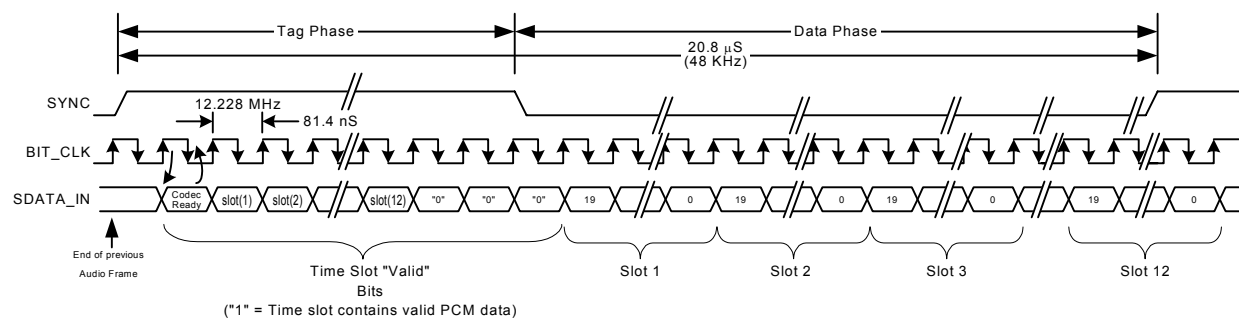 Tag Phase
Data Phase
20.8 µS
(48 KHz)
SYNC
12.228 MHz
81.4 nS
BIT_CLK
SDATA_IN
Codec
Ready
slot(1)
slot(2)
slot(12)
"0"
"0"
"0"
19
0
19
0
19
0
19
0
End of previous
Audio Frame
Time Slot "Valid"
Bits
("1" = Time slot contains valid PCM data)
Slot 1
Slot 2
Slot 3
Slot 12